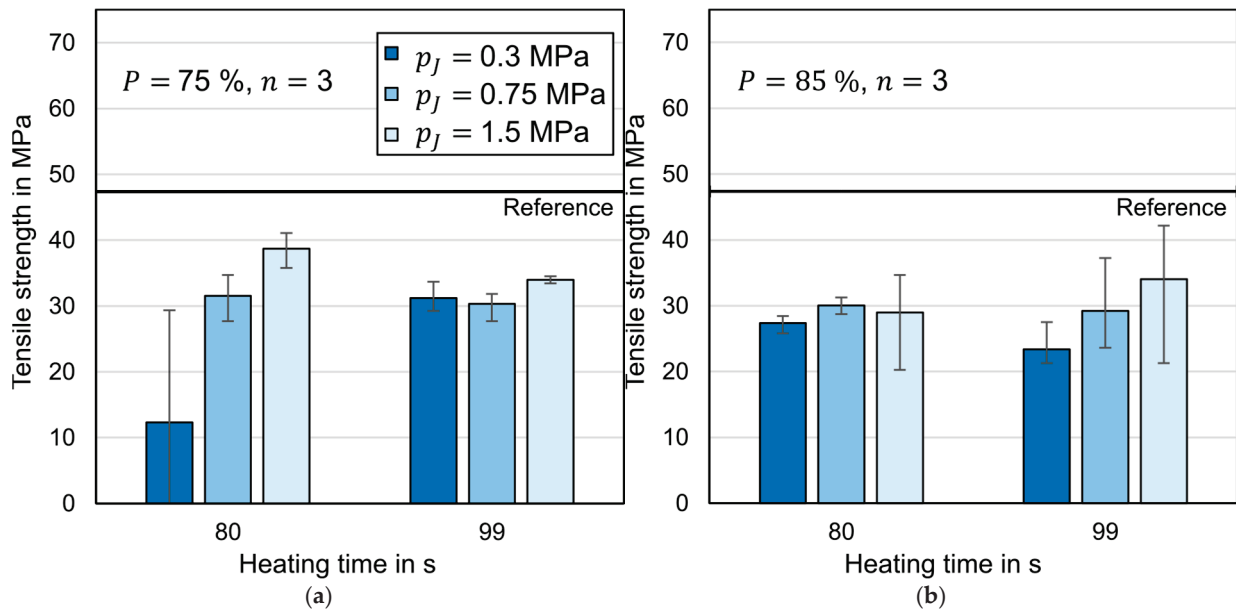 Tensile strength in MPa
70
60
50
40
30
20
10
0
P = 75 %, n = 3
p_J = 0.3 MPa
p_J = 0.75 MPa
p_J = 1.5 MPa
Reference
80
99
Heating time in s
(a)
Tensile strength in MPa
70
60
50
40
30
20
10
0
P = 85 %, n = 3
Reference
80
99
Heating time in s
(b)